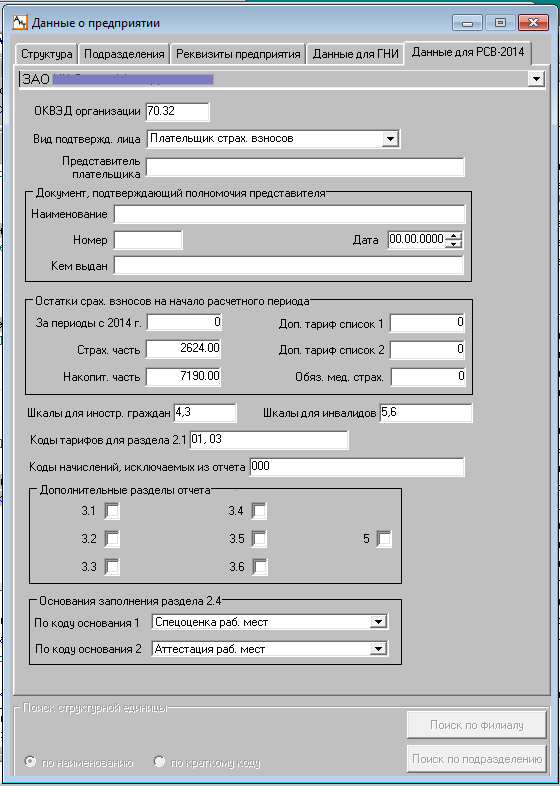 Данные о предприятии
Структура Подразделения Реквизиты предприятия Данные для ГНИ Данные для РСВ-2014
ЗАО
ОКВЭД организации 70.32
Вид подтвержд. лица Плательщик страх. взносов
Представитель
плательщика
Документ, подтверждающий полномочия представителя
Наименование
Номер Дата 00.00.0000
Кем выдан
Остатки срах. взносов на начало расчетного периода
За периоды с 2014 г. 0 Доп. тариф список 1 0
Страх. часть 2624.00 Доп. тариф список 2 0
Накопит. часть 7190.00 Обяз. мед. страх. 0
Шкалы для иностр. граждан 4,3 Шкалы для инвалидов 5,6
Коды тарифов для раздела 2.1 01, 03
Коды начислений, исключаемых из отчета 000
Дополнительные разделы отчета
3.1 3.4
3.2 3.5 5
3.3 3.6
Основания заполнения раздела 2.4
По коду основания 1 Спецоценка раб. мест
По коду основания 2 Аттестация раб. мест
Поиск структурной единицы
Поиск по филиалу
по наименованию по краткому коду Поиск по подразделению